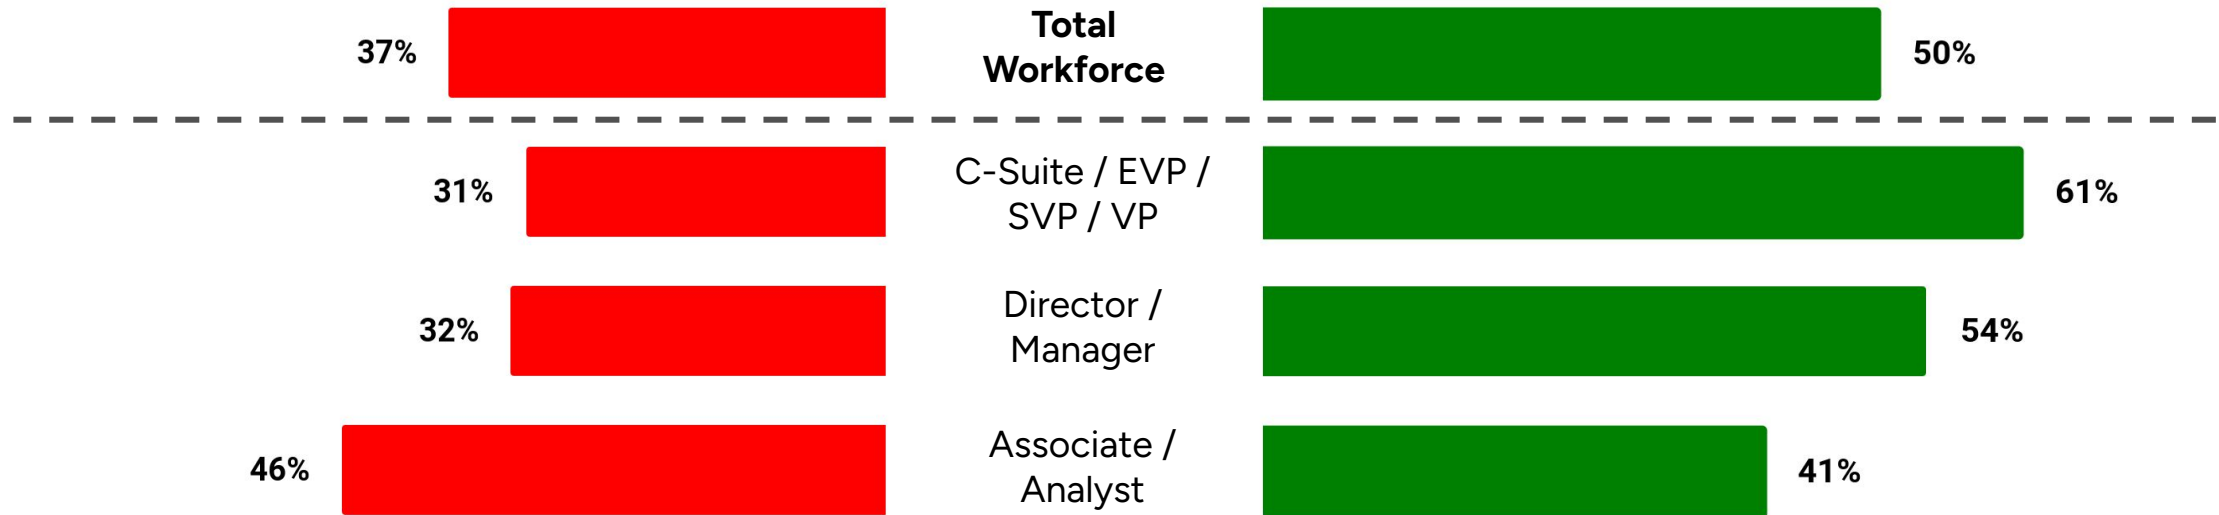 37%
Total
Workforce
50%
31%
C-Suite / EVP /
SVP / VP
61%
32%
Director /
Manager
54%
46%
Associate /
Analyst
41%